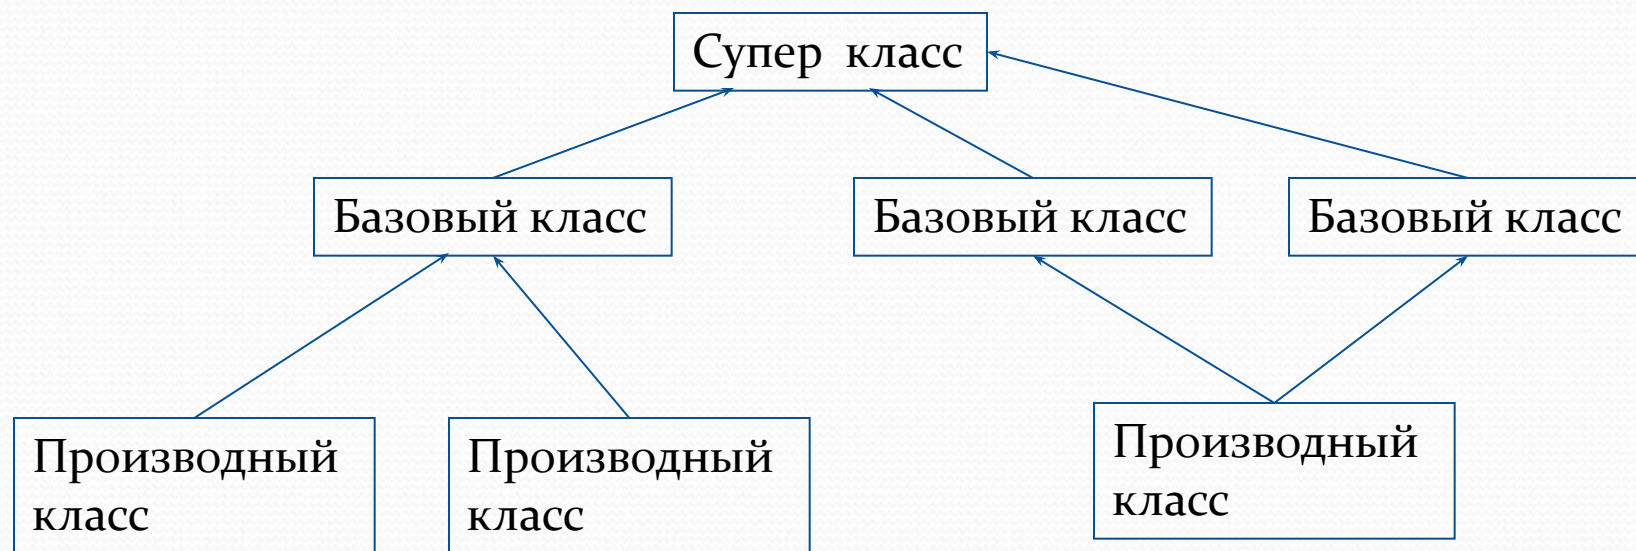 Супер класс
Базовый класс
Базовый класс
Базовый класс
Производный
класс
Производный
класс
Производный
класс